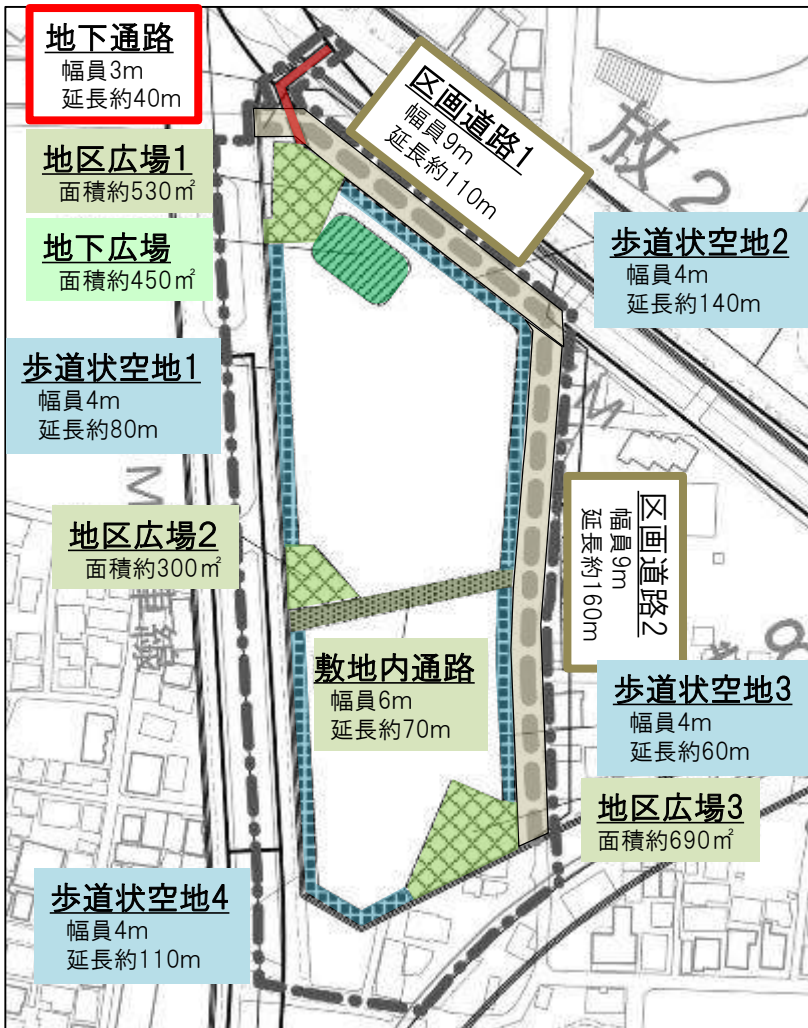 地下通路
幅員3m
延長約40m
区画道路1
幅員9m
延長約110m
放2
地区広場1
面積約530㎡
地下広場
面積約450㎡
歩道状空地2
幅員4m
延長約140m
歩道状空地1
幅員4m
延長約80m
M
M
地区広場2
面積約300㎡
区画道路2
幅員9m
延長約160m
敷地内通路
幅員6m
延長約70m
歩道状空地3
幅員4m
延長約60m
地区広場3
面積約690㎡
歩道状空地4
幅員4m
延長約110m